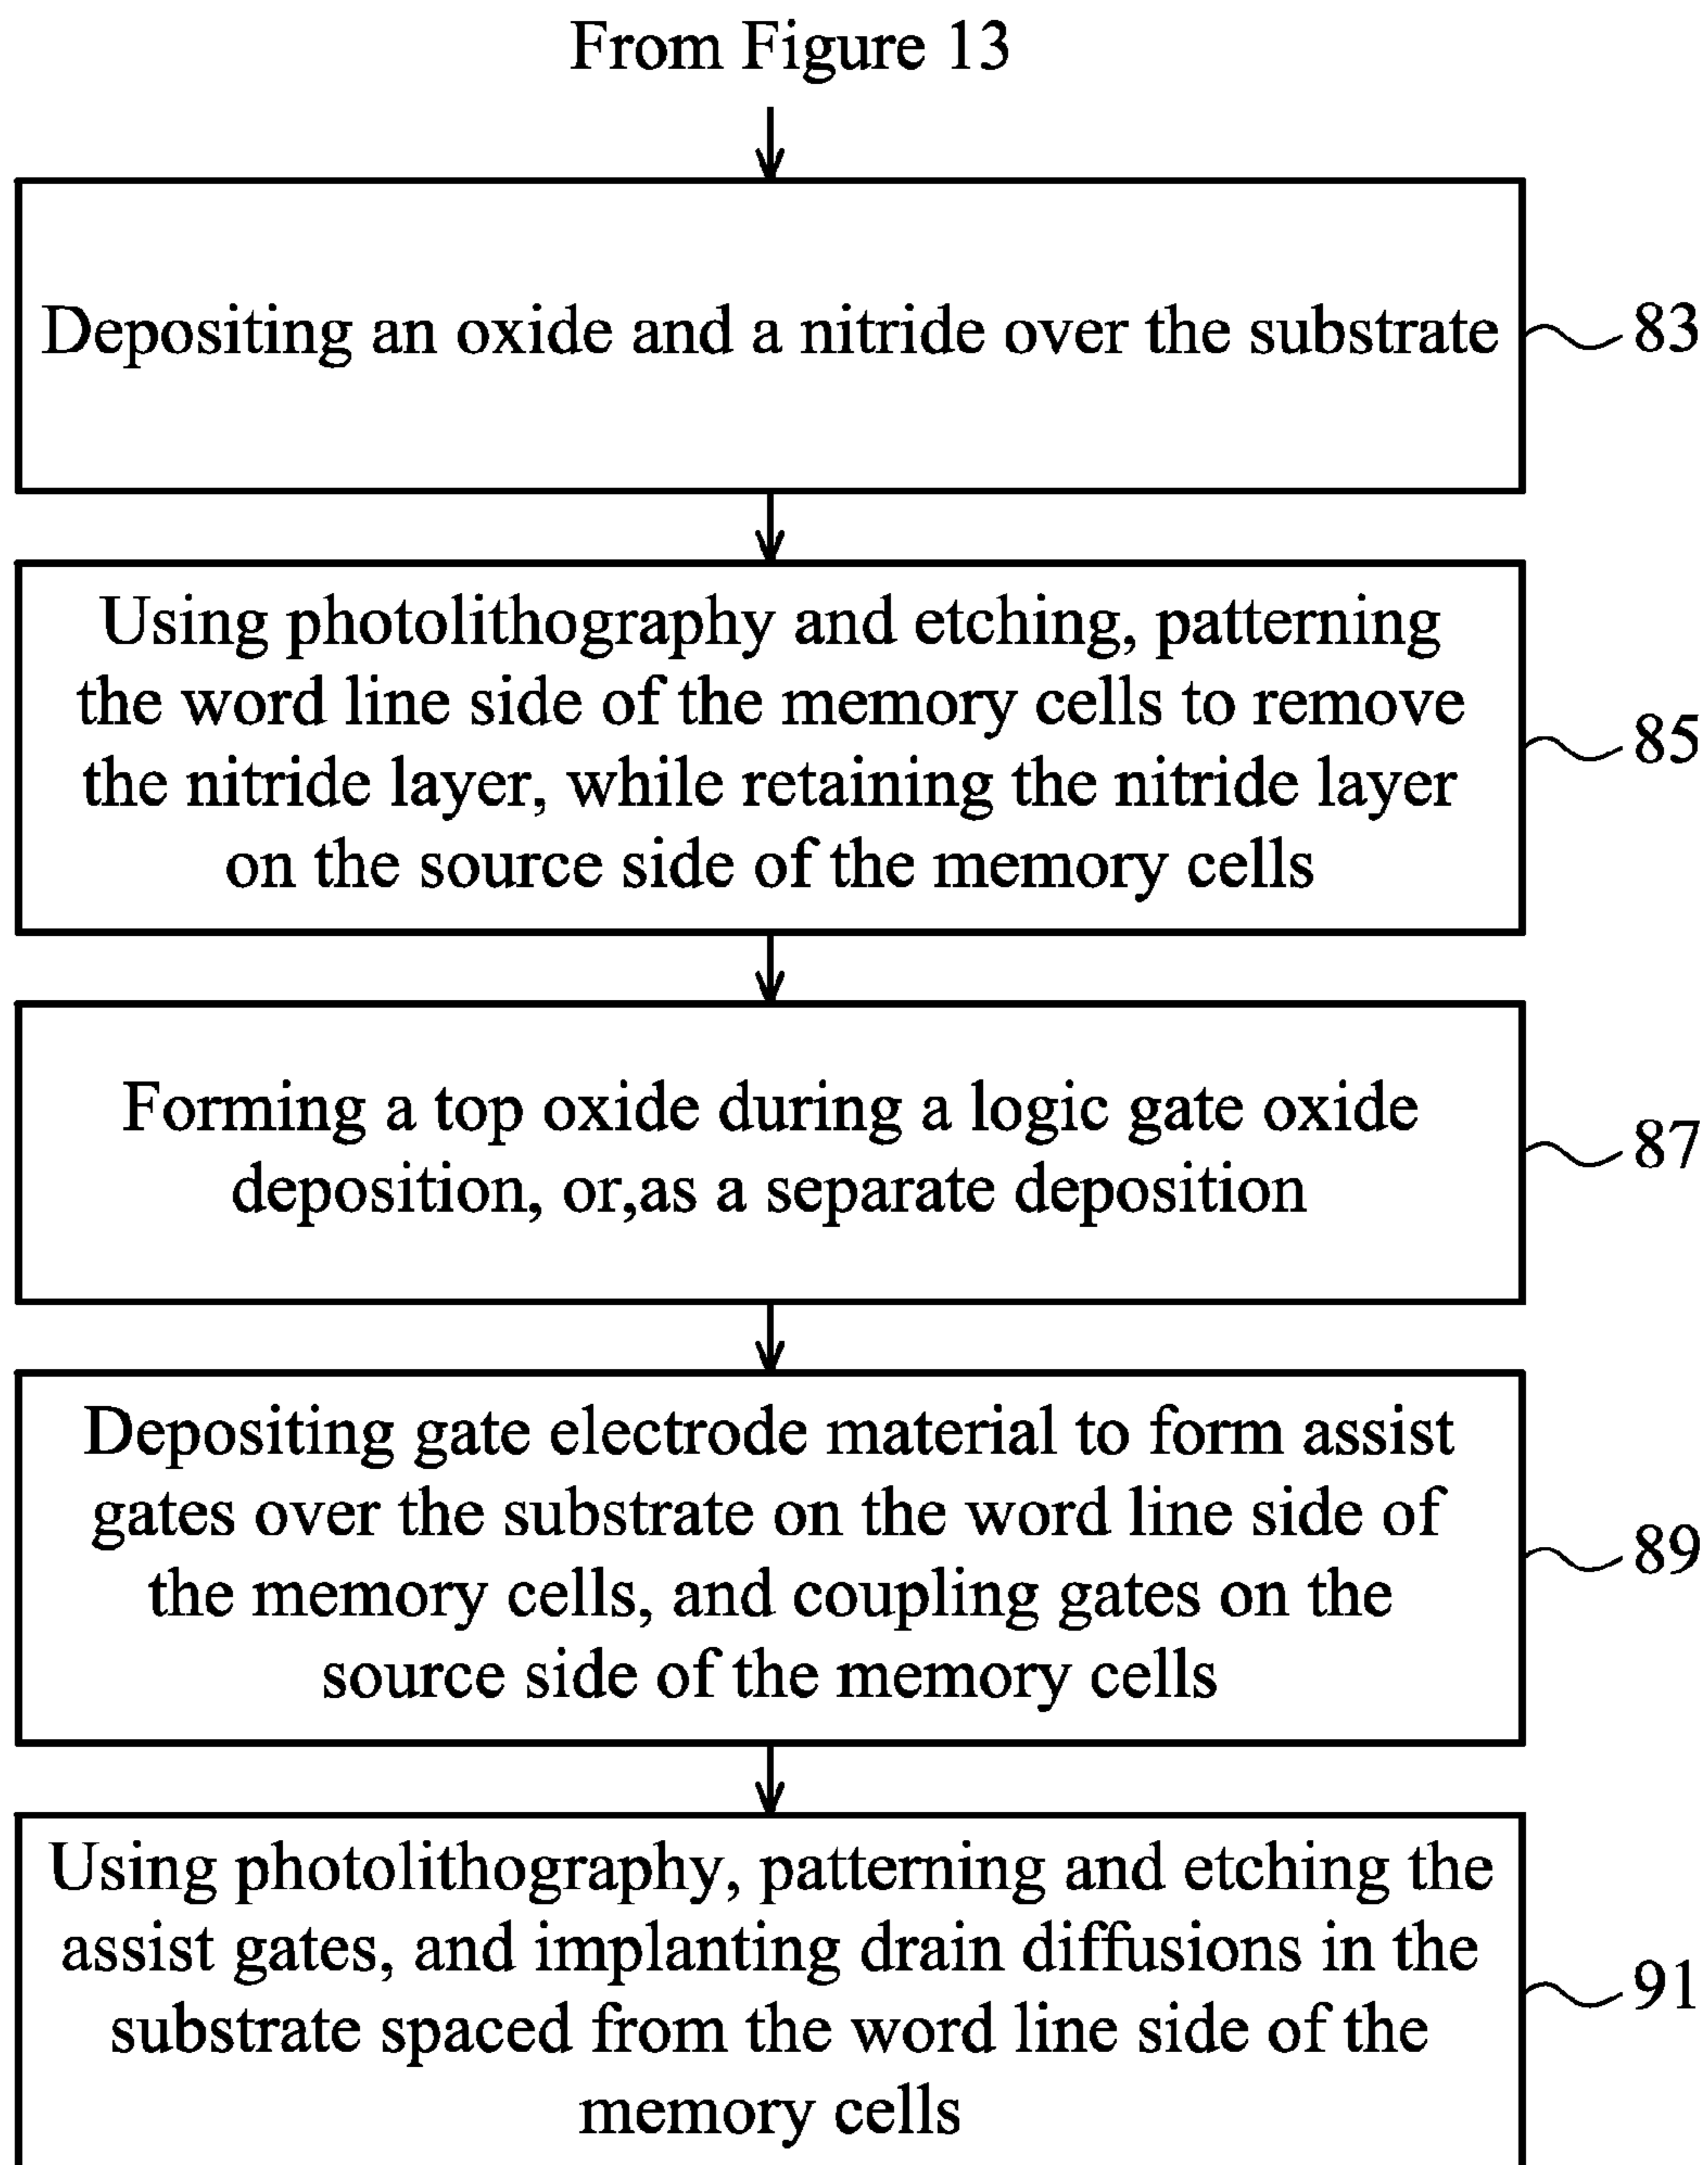 From Figure 13
Depositing an oxide and a nitride over the substrate
83
Using photolithography and etching, patterning
the word line side of the memory cells to remove
the nitride layer, while retaining the nitride layer
on the source side of the memory cells
85
Forming a top oxide during a logic gate oxide
deposition, or,as a separate deposition
87
Depositing gate electrode material to form assist
gates over the substrate on the word line side of
the memory cells, and coupling gates on the
source side of the memory cells
89
Using photolithography, patterning and etching the
assist gates, and implanting drain diffusions in the
substrate spaced from the word line side of the
memory cells
91